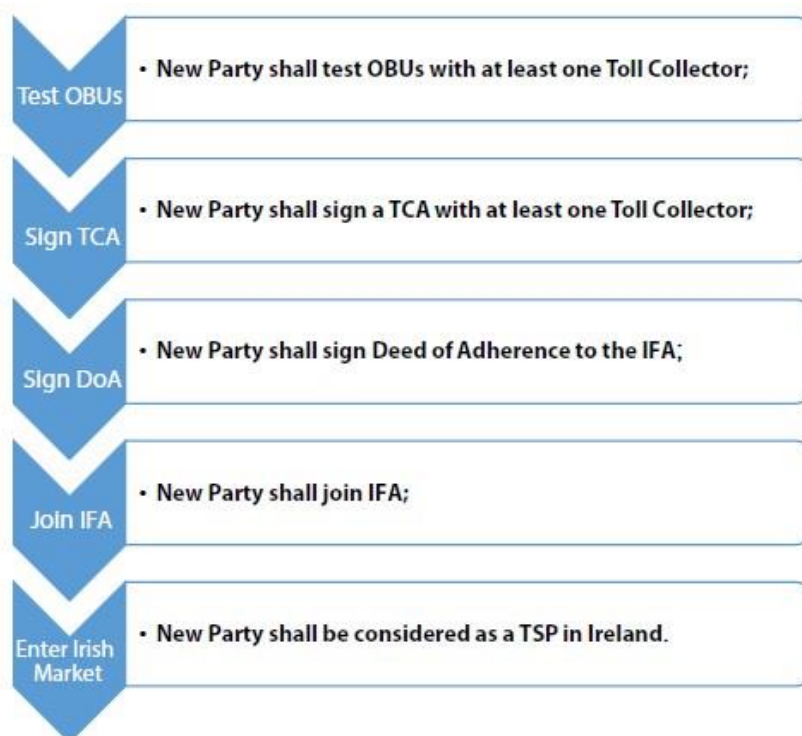 Test OBUs
• New Party shall test OBUs with at least one Toll Collector;
Sign TCA
• New Party shall sign a TCA with at least one Toll Collector;
Sign DoA
• New Party shall sign Deed of Adherence to the IFA;
Join IFA
• New Party shall join IFA;
Enter Irish
Market
• New Party shall be considered as a TSP in Ireland.